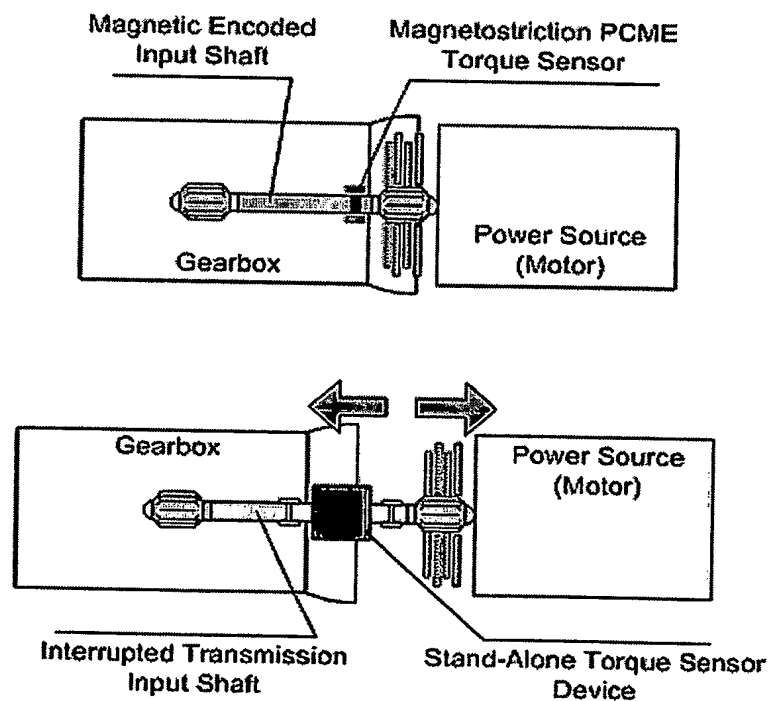 Magnetic Encoded
Input Shaft
Magnetostriction PCME
Torque Sensor
Gearbox
Power Source
(Motor)
Gearbox
Power Source
(Motor)
Interrupted Transmission
Input Shaft
Stand-Alone Torque Sensor
Device